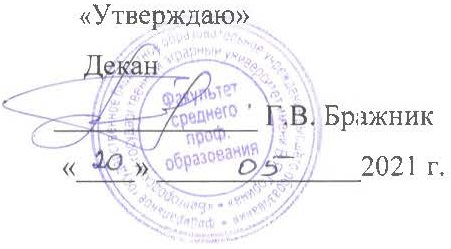 «Утверждаю»
Декан
Г.В. Бражник
«20» 05 2021 г.
Факультет
среднего
проф.
образования